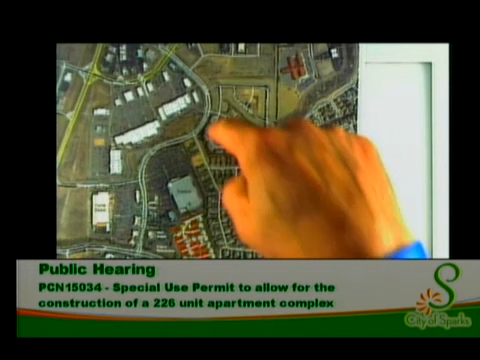 Public Hearing
PCN15034 - Special Use Permit to allow for the
construction of a 226 unit apartment complex
City of Sparks